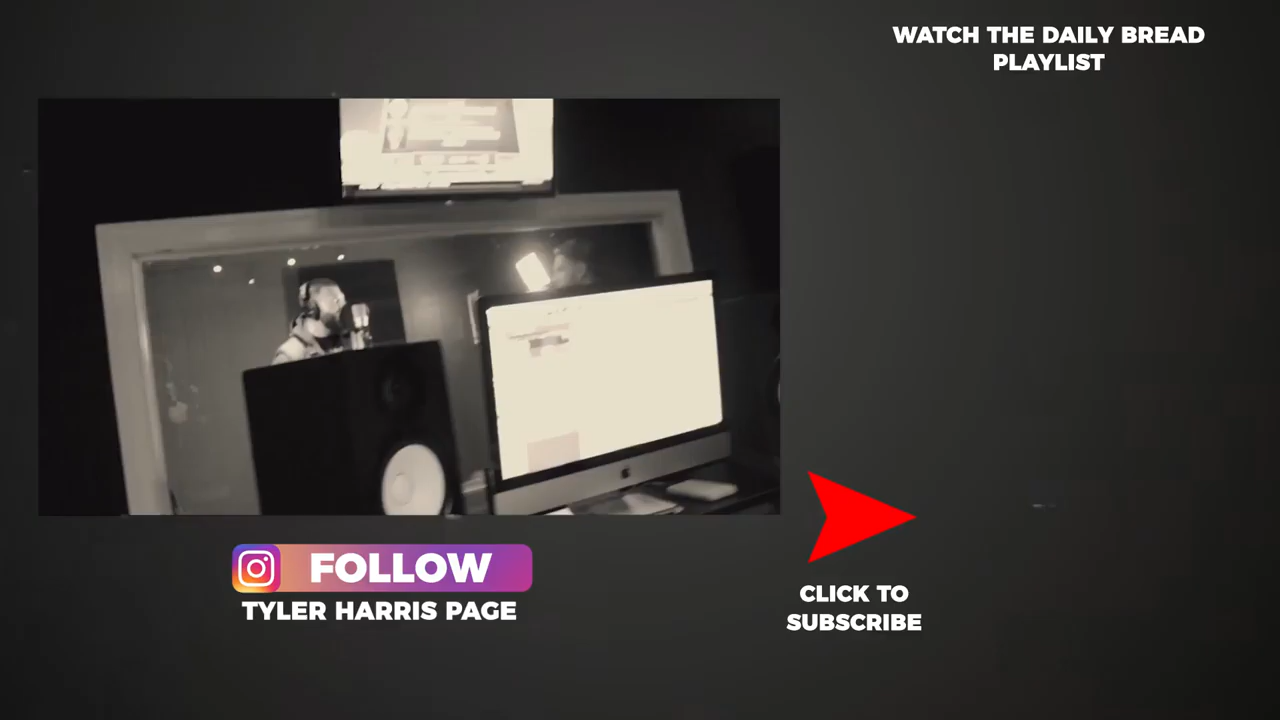 WATCH THE DAILY BREAD
PLAYLIST
FOLLOW
TYLER HARRIS PAGE
CLICK TO
SUBSCRIBE